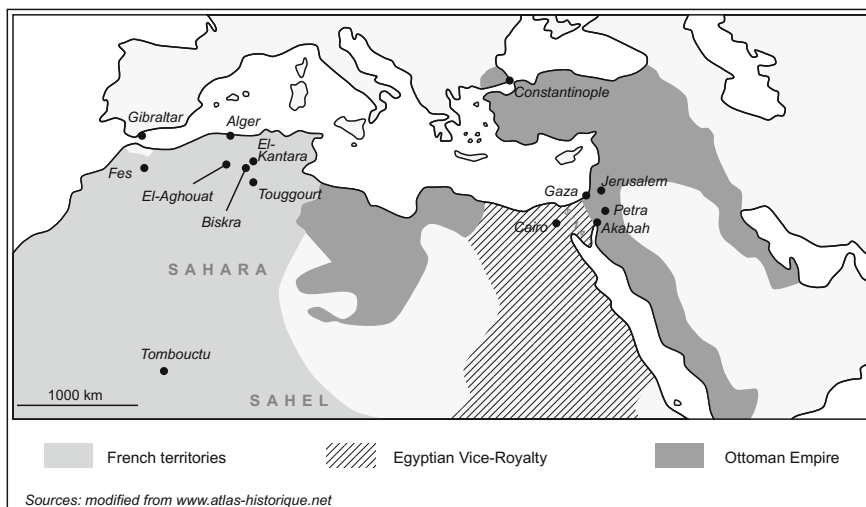 Constantinople
Gibraltar
Alger
El-
Kantara
Fes
El-Aghouat
Touggourt
Biskra
Gaza
Jerusalem
Petra
Cairo
Akabah
SAHARA
Tombouctu
1000 km
SAHEL
French territories
Egyptian Vice-Royalty
Ottoman Empire
Sources: modified from www.atlas-historique.net